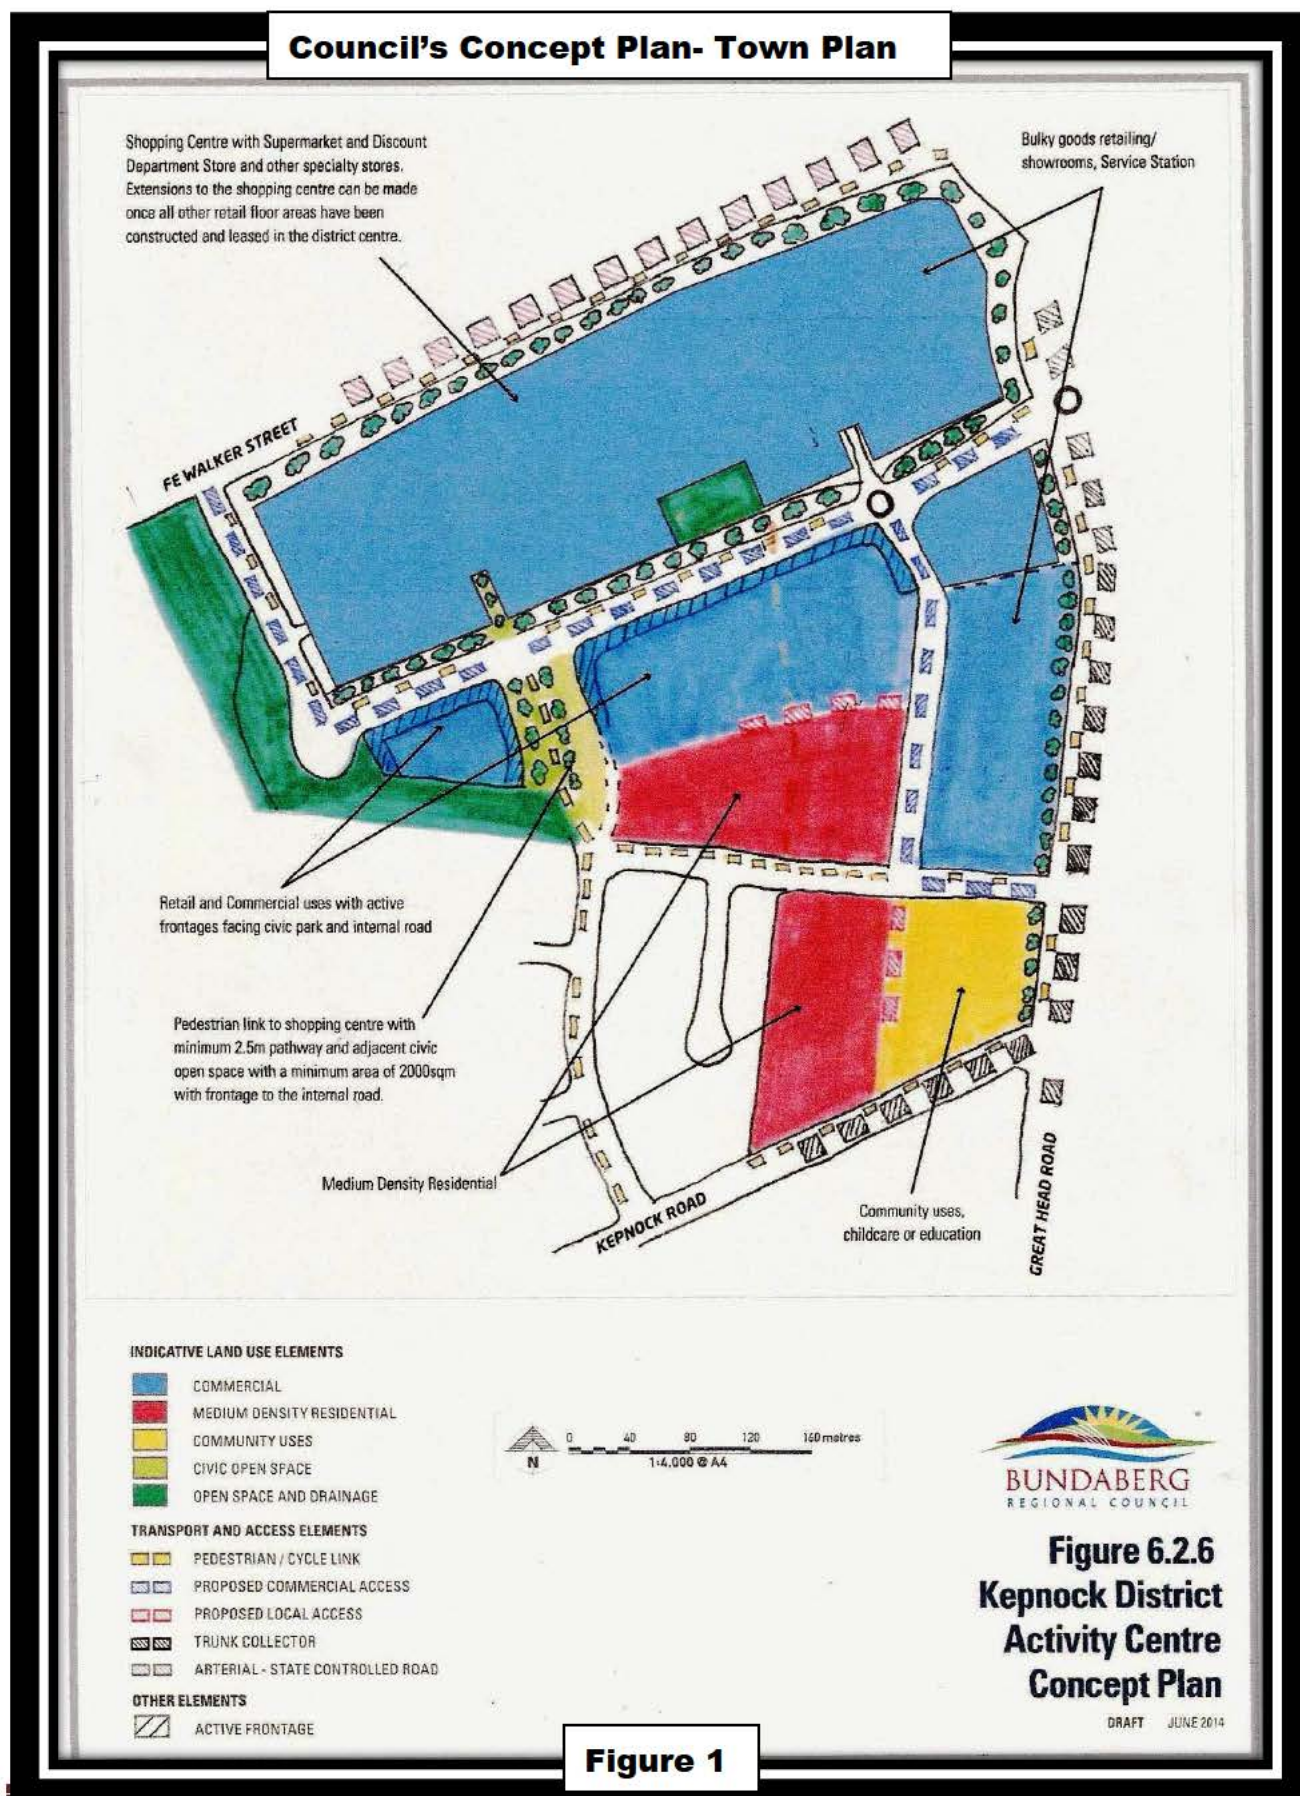 Council's Concept Plan- Town Plan
Shopping Centre with Supermarket and Discount
Department Store and other specialty stores.
Extensions to the shopping centre can be made
once all other retail floor areas have been
constructed and leased in the district centre.
Bulky goods retailing/
showrooms, Service Station
FE WALKER STREET
Retail and Commercial uses with active
frontages facing civic park and internal road
Pedestrian link to shopping centre with
minimum 2.5m pathway and adjacent civic
open space with a minimum area of 2000sqm
with frontage to the internal road.
Medium Density Residential
KEPNOCK ROAD
Community uses,
childcare or education
GREAT HEAD ROAD
INDICATIVE LAND USE ELEMENTS
COMMERCIAL
MEDIUM DENSITY RESIDENTIAL
COMMUNITY USES
CIVIC OPEN SPACE
OPEN SPACE AND DRAINAGE
TRANSPORT AND ACCESS ELEMENTS
PEDESTRIAN / CYCLE LINK
PROPOSED COMMERCIAL ACCESS
PROPOSED LOCAL ACCESS
TRUNK COLLECTOR
ARTERIAL - STATE CONTROLLED ROAD
OTHER ELEMENTS
ACTIVE FRONTAGE
N
0 40 80 120 160 metres
1:4.000 @ A4
BUNDABERG
REGIONAL COUNCIL
Figure 6.2.6
Kepnock District
Activity Centre
Concept Plan
DRAFT JUNE 2014
Figure 1